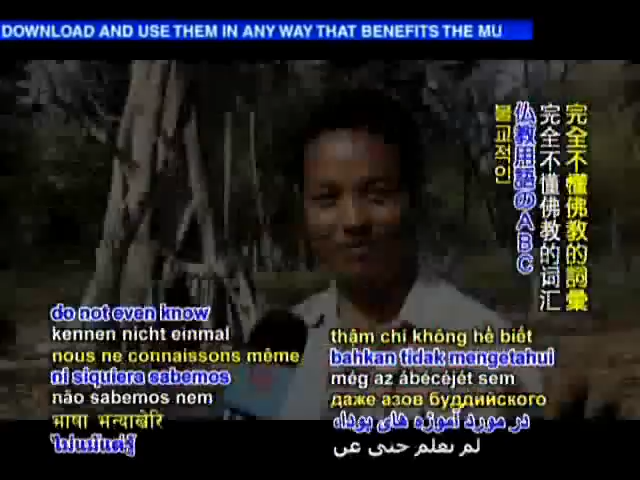 DOWNLOAD AND USE THEM IN ANY WAY THAT BENEFITS THE MU
完全不懂佛教的詞彙
完全不懂佛教的词汇
仏教用語のABC
불교적인
do not even know
kennen nicht einmal
nous ne connaissons même
ni siquiera sabemos
não sabemos nem
thậm chí không hề biết
bahkan tidak mengetahui
még az ábécéjét sem
даже азов буддийского
در مورد آموزه های بودا،
لم نعلم حتى عن